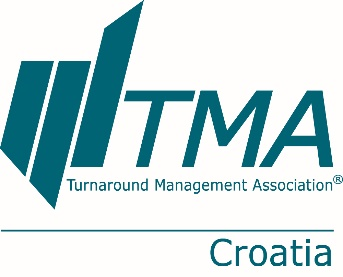 TMA
Turnaround Management Association®
Croatia